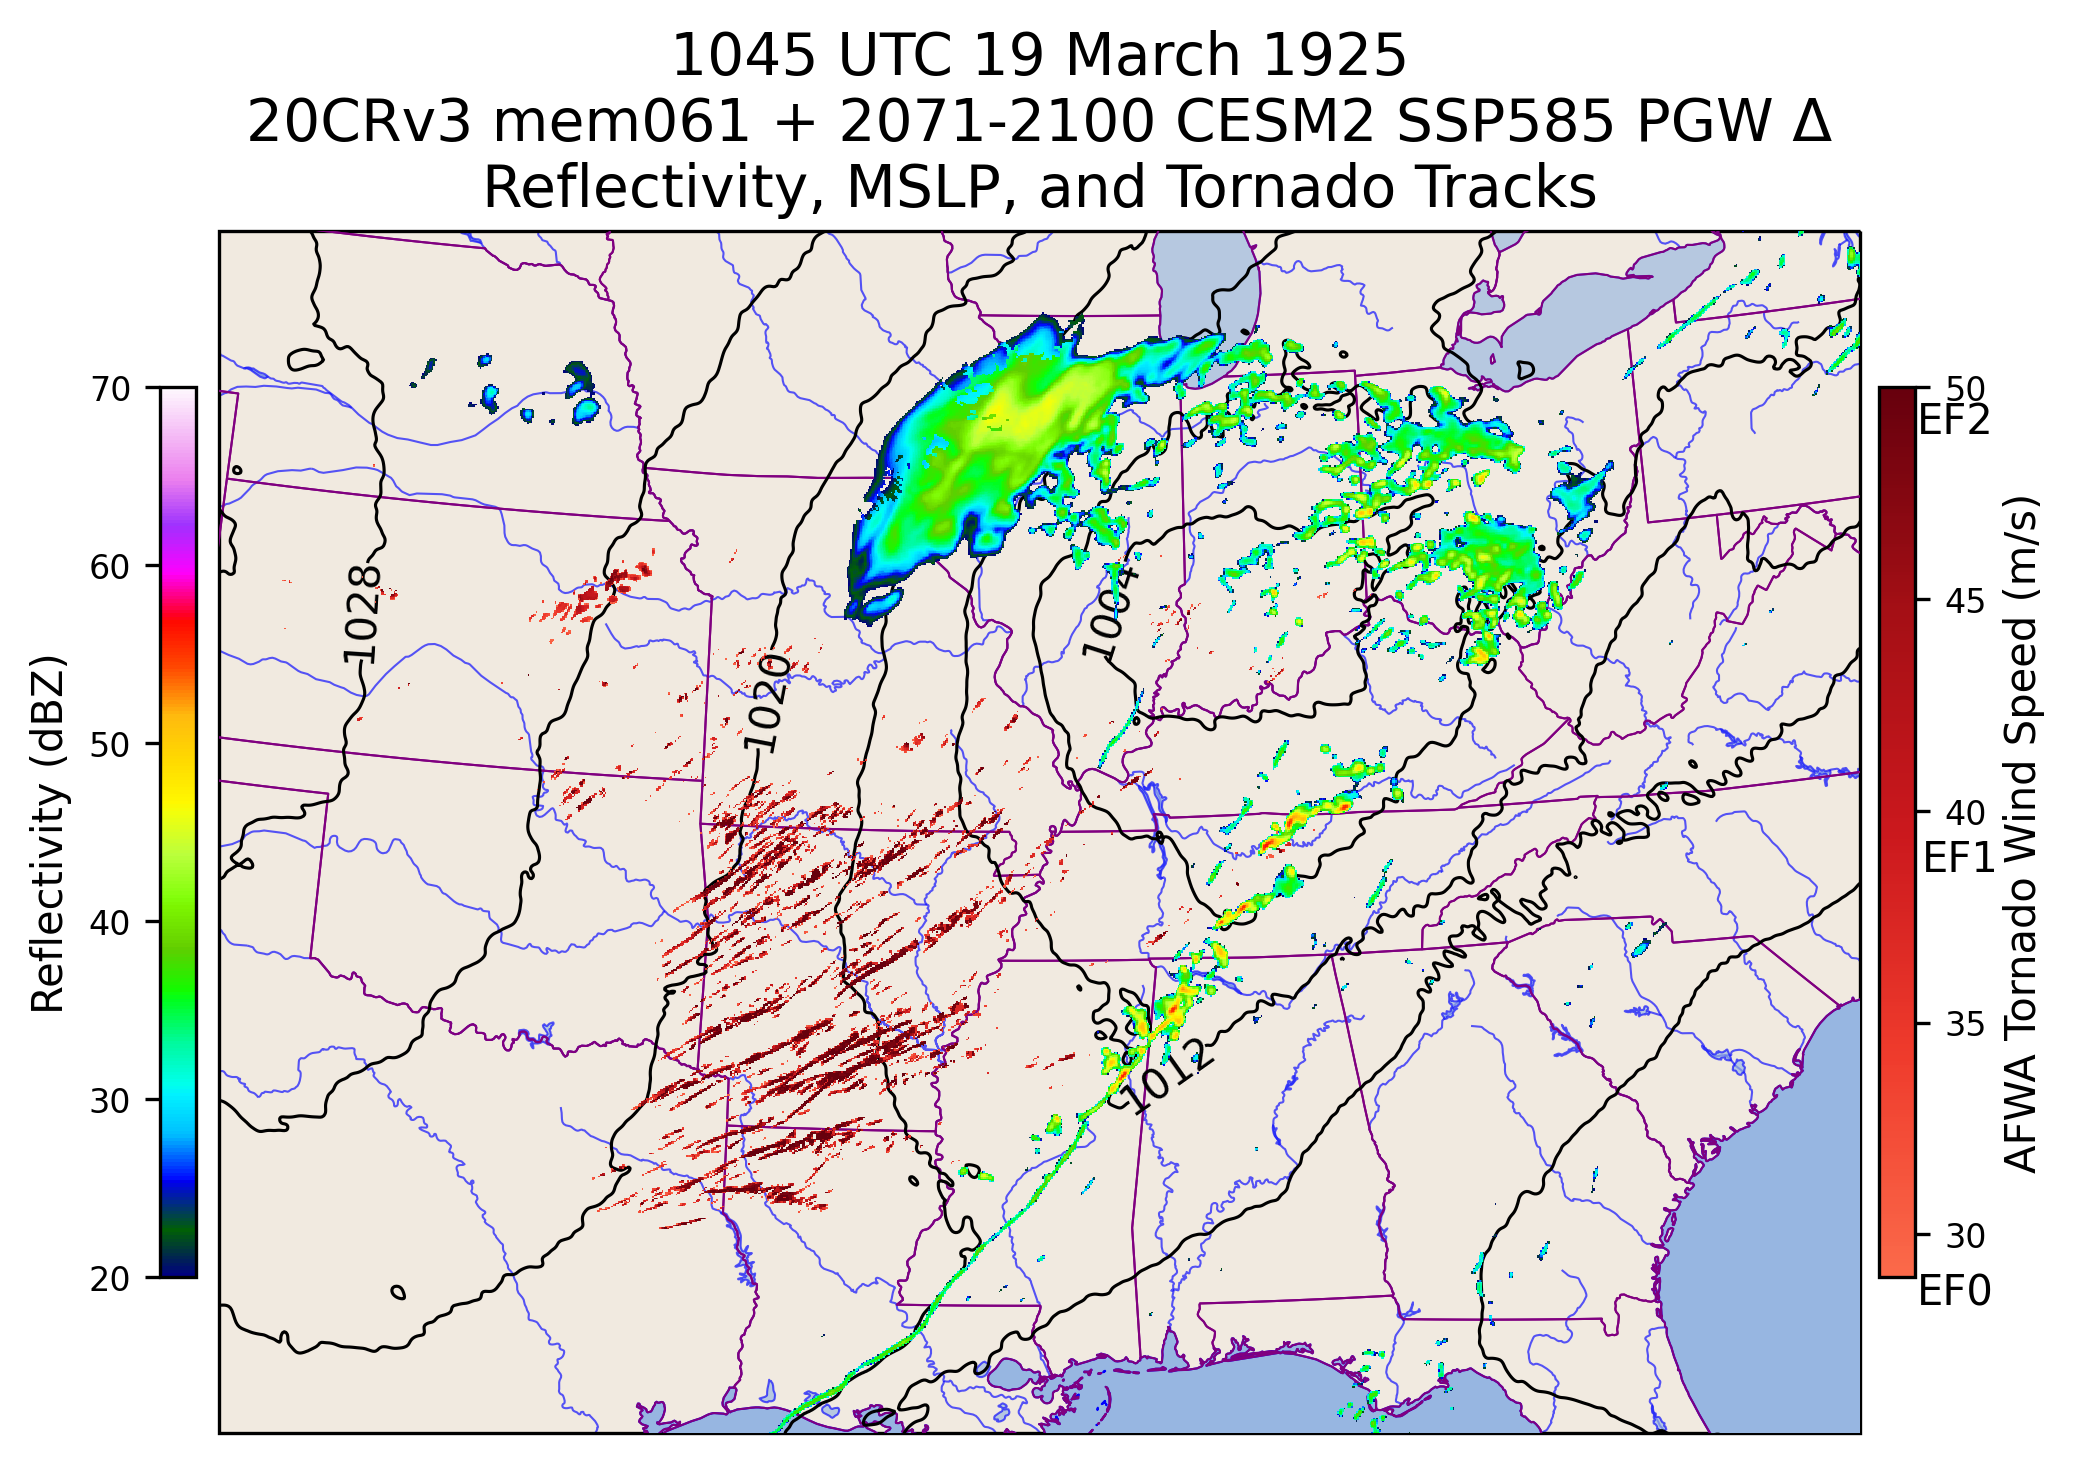 1045 UTC 19 March 1925
20CRv3 mem061 + 2071-2100 CESM2 SSP585 PGW Δ
Reflectivity, MSLP, and Tornado Tracks
70
60
50
40
30
20
Reflectivity (dBZ)
1028
1020
1004
1012
50
EF2
45
40
EF1
35
30
EF0
AFWA Tornado Wind Speed (m/s)